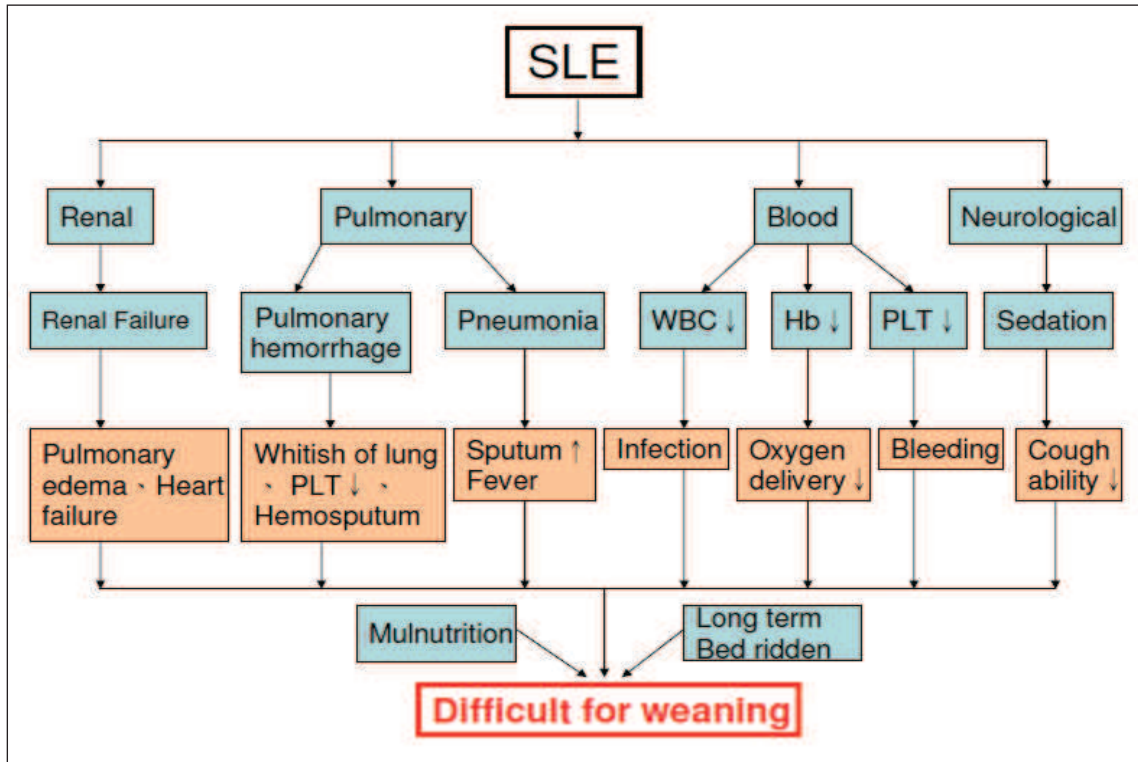 SLE
Renal
Pulmonary
Blood
Neurological
Renal Failure
Pulmonary
hemorrhage
Pneumonia
WBC ↓
Hb ↓
PLT ↓
Sedation
Pulmonary
edema、Heart
failure
Whitish of lung
、 PLT ↓ 、
Hemosputum
Sputum ↑
Fever
Infection
Oxygen
delivery ↓
Bleeding
Cough
ability ↓
Mulnutrition
Long term
Bed ridden
Difficult for weaning